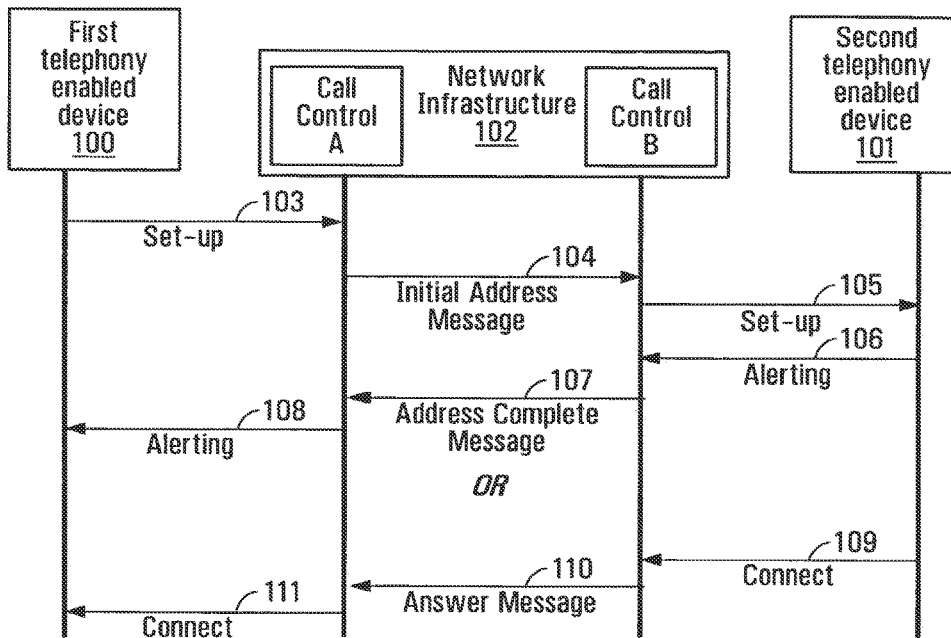 First
telephony
enabled
device
100
Call
Control
A
Network
Infrastructure
102
Call
Control
B
Second
telephony
enabled
device
101
103
Set-up
104
Initial Address
Message
105
Set-up
106
Alerting
107
Address Complete
Message
108
Alerting
OR
109
Connect
110
Answer Message
111
Connect